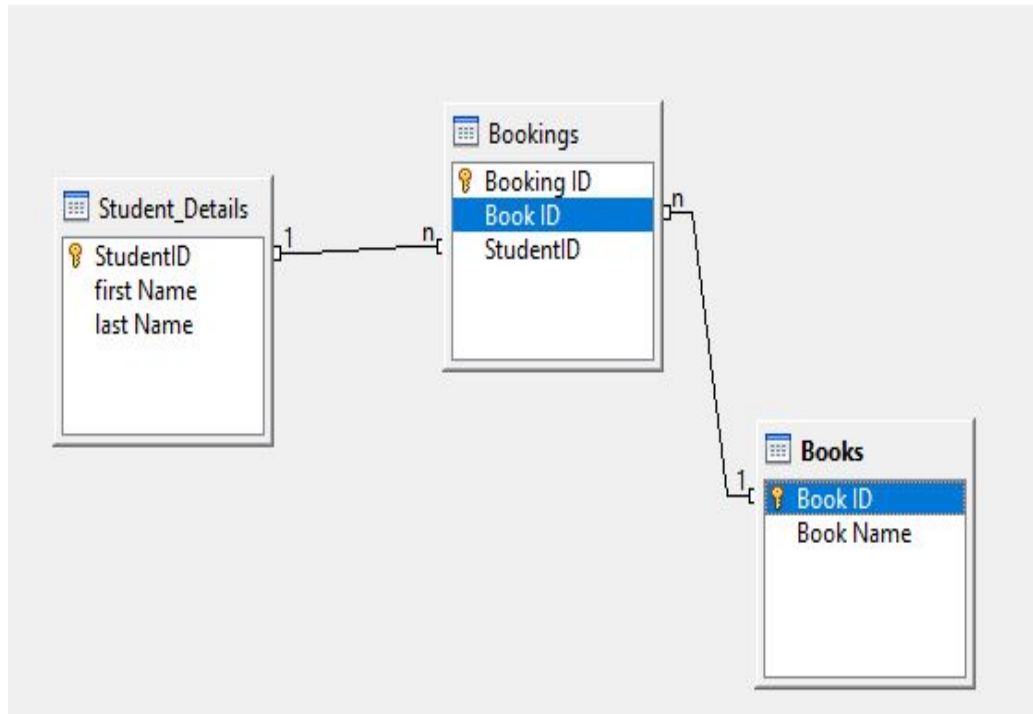 Student_Details
StudentID
first Name
last Name
1
n
Bookings
Booking ID
Book ID
StudentID
n
1
Books
Book ID
Book Name